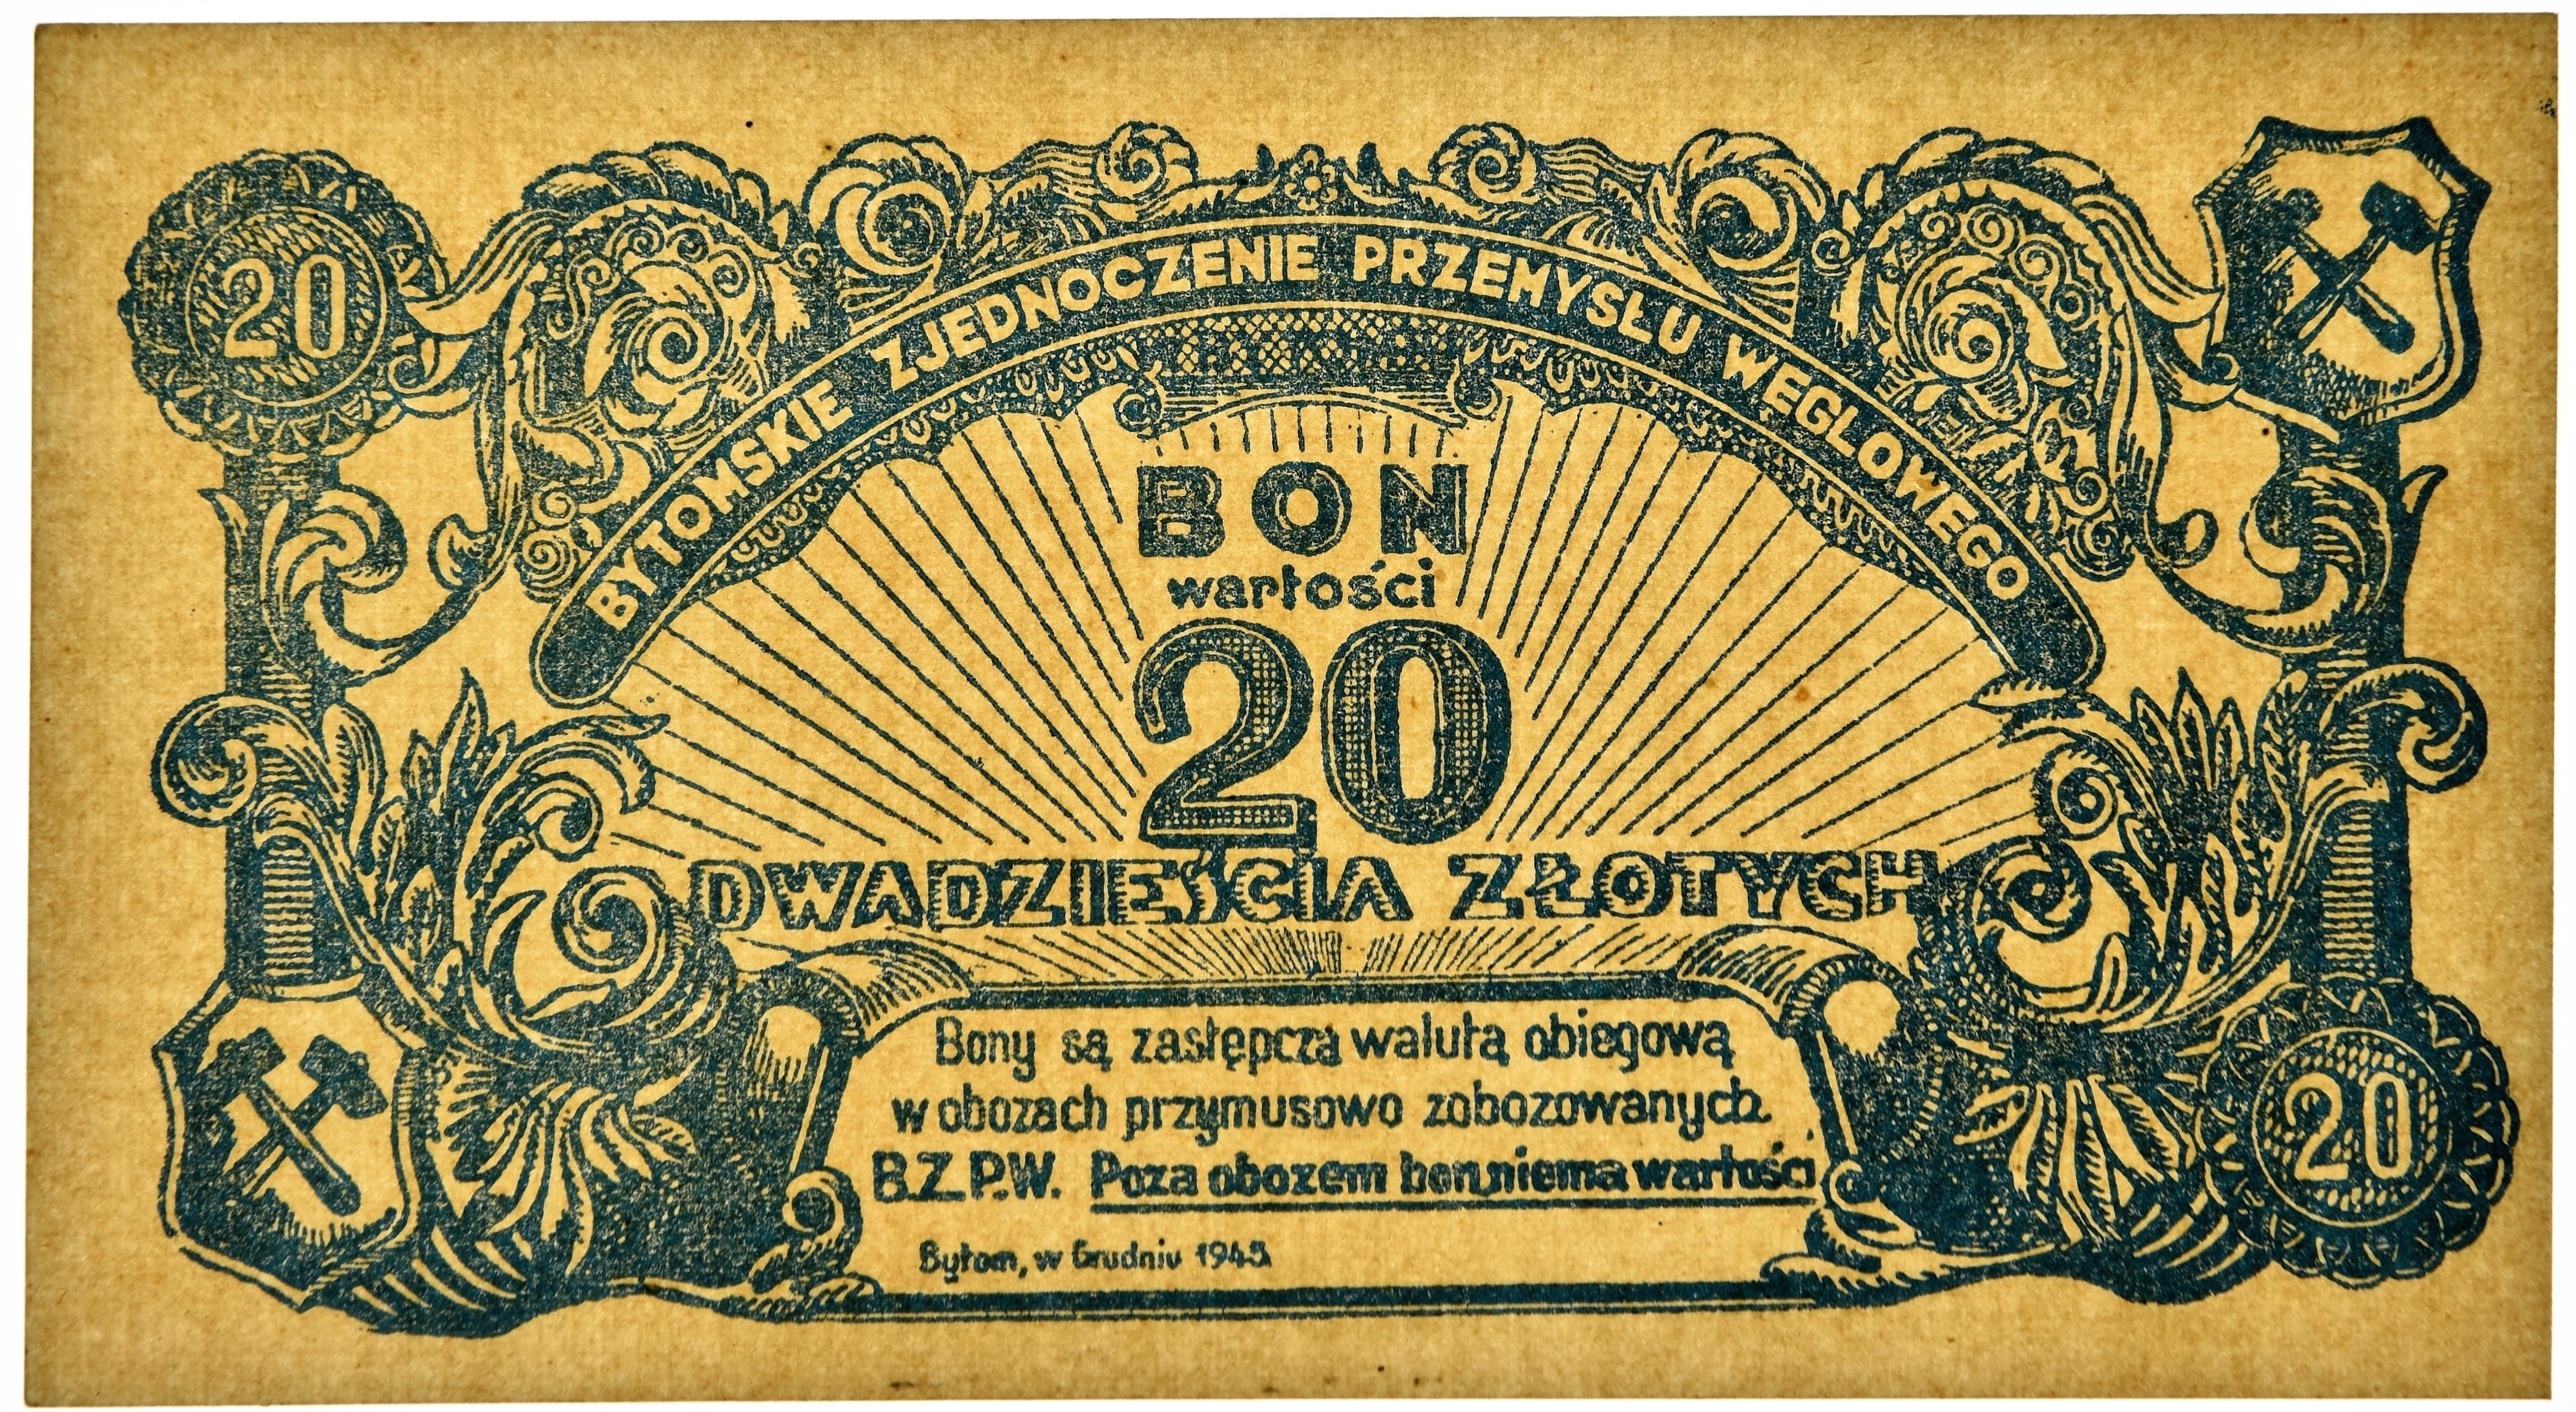 20
BYTOMSKIE ZJEDNOCZENIE PRZEMYSŁU WĘGLOWEGO
BON
wartości
20
DWADZIEŚCIA ZŁOTYCH
Bony są zastępczą walutą obiegową
w obozach przymusowo zobozowanych
B.Z.P.W. Poza obozem bon niema wartości
Bytom, w Grudniu 1945
20